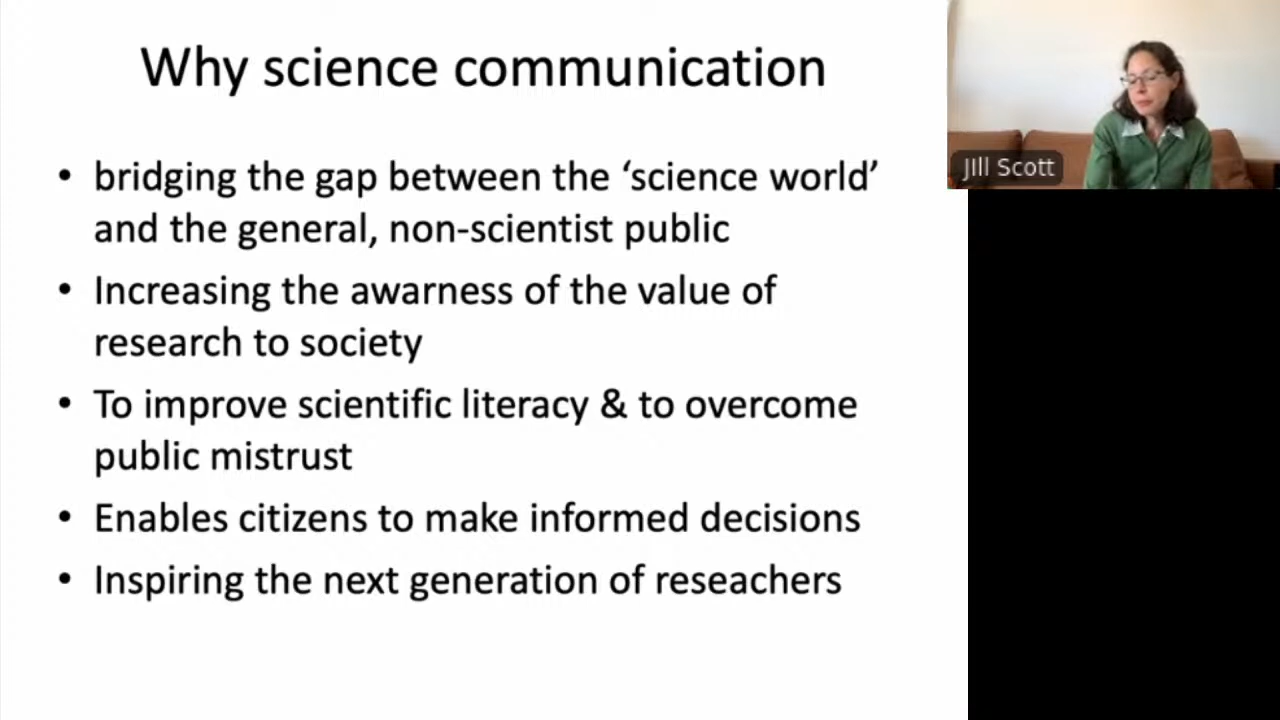 Why science communication
• bridging the gap between the ‘science world’
and the general, non-scientist public
• Increasing the awarness of the value of
research to society
• To improve scientific literacy & to overcome
public mistrust
• Enables citizens to make informed decisions
• Inspiring the next generation of reseachers
JIll Scott